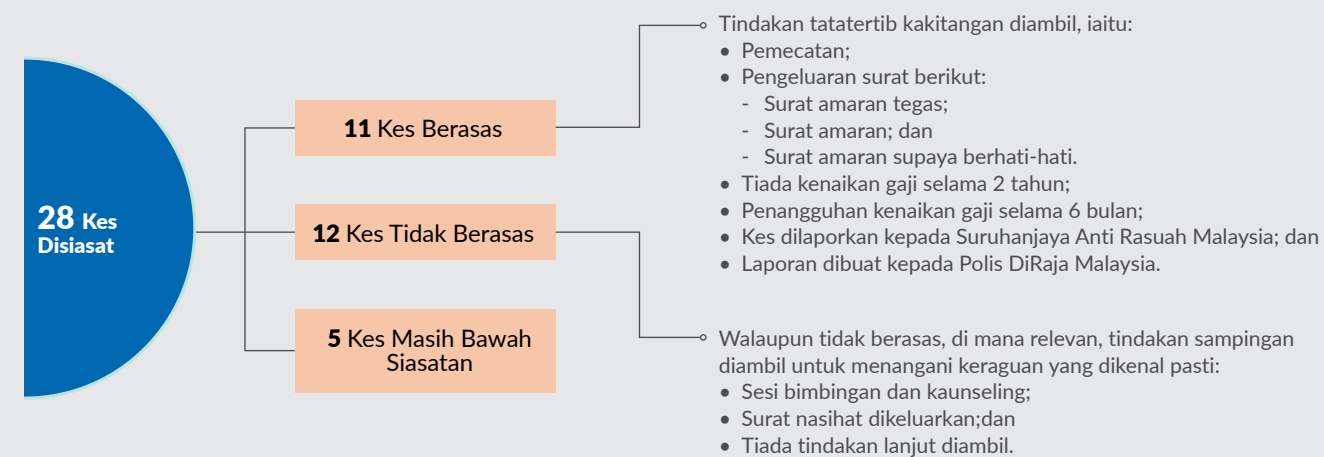 28 Kes
Disiasat
11 Kes Berasas
Tindakan tatatertib kakitangan diambil, iaitu:
• Pemecatan;
• Pengeluaran surat berikut:
- Surat amaran tegas;
- Surat amaran; dan
- Surat amaran supaya berhati-hati.
• Tiada kenaikan gaji selama 2 tahun;
• Penangguhan kenaikan gaji selama 6 bulan;
• Kes dilaporkan kepada Suruhanjaya Anti Rasuah Malaysia; dan
• Laporan dibuat kepada Polis DiRaja Malaysia.
12 Kes Tidak Berasas
Walaupun tidak berasas, di mana relevan, tindakan sampingan
diambil untuk menangani keraguan yang dikenal pasti:
• Sesi bimbingan dan kaunseling;
• Surat nasihat dikeluarkan;dan
• Tiada tindakan lanjut diambil.
5 Kes Masih Bawah
Siasatan